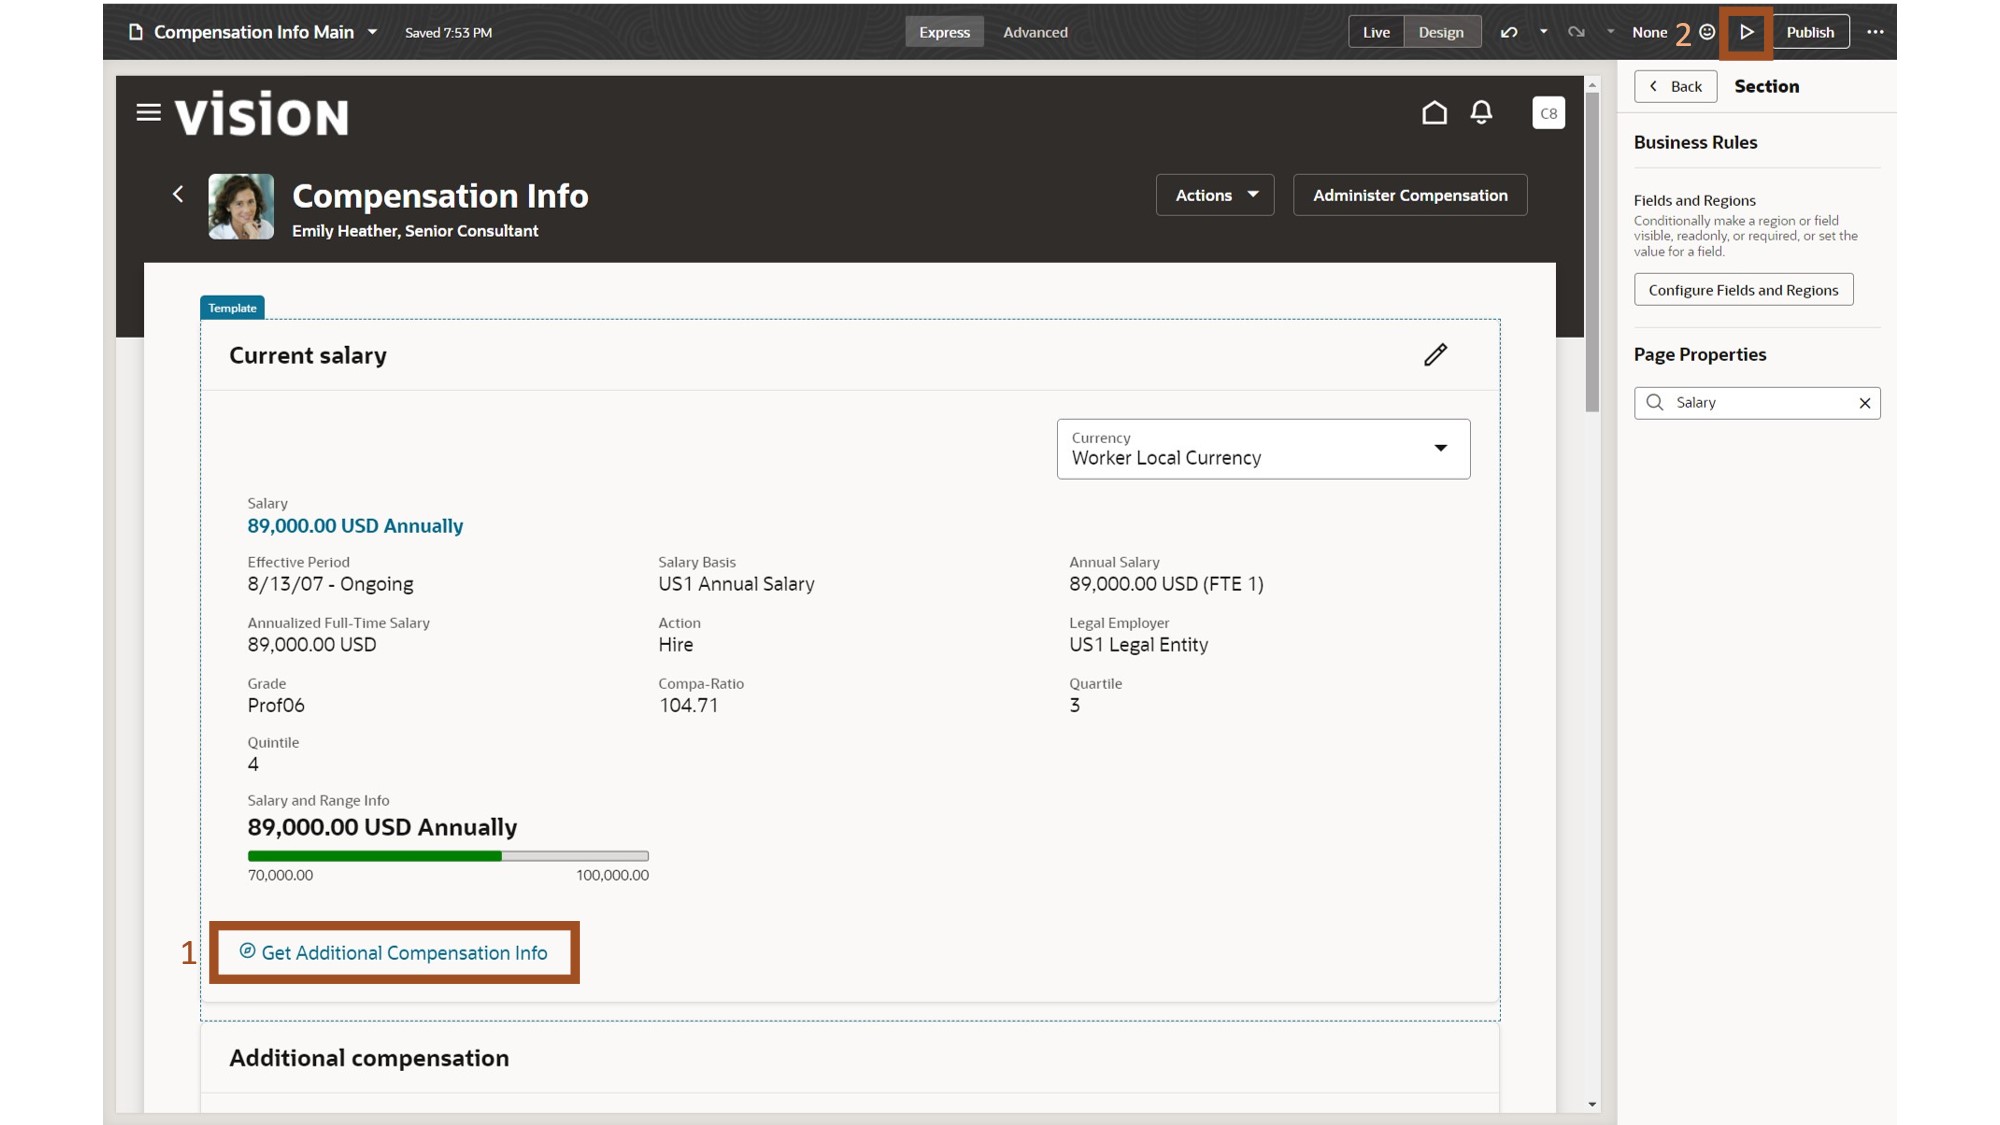 Compensation Info Main Saved 7:53 PM Express Advanced Live Design None 2 Publish
Back Section
vision C8
Business Rules
Compensation Info
Emily Heather, Senior Consultant
Actions Administer Compensation
Fields and Regions
Conditionally make a region or field
visible, readonly, or required, or set the
value for a field.
Configure Fields and Regions
Page Properties
Salary
Template
Current salary
Currency
Worker Local Currency
Salary
89,000.00 USD Annually
Effective Period
8/13/07 - Ongoing
Salary Basis
US1 Annual Salary
Annual Salary
89,000.00 USD (FTE 1)
Annualized Full-Time Salary
89,000.00 USD
Action
Hire
Legal Employer
US1 Legal Entity
Grade
Prof06
Compa-Ratio
104.71
Quartile
3
Quintile
4
Salary and Range Info
89,000.00 USD Annually
70,000.00 100,000.00
1 Get Additional Compensation Info
Additional compensation